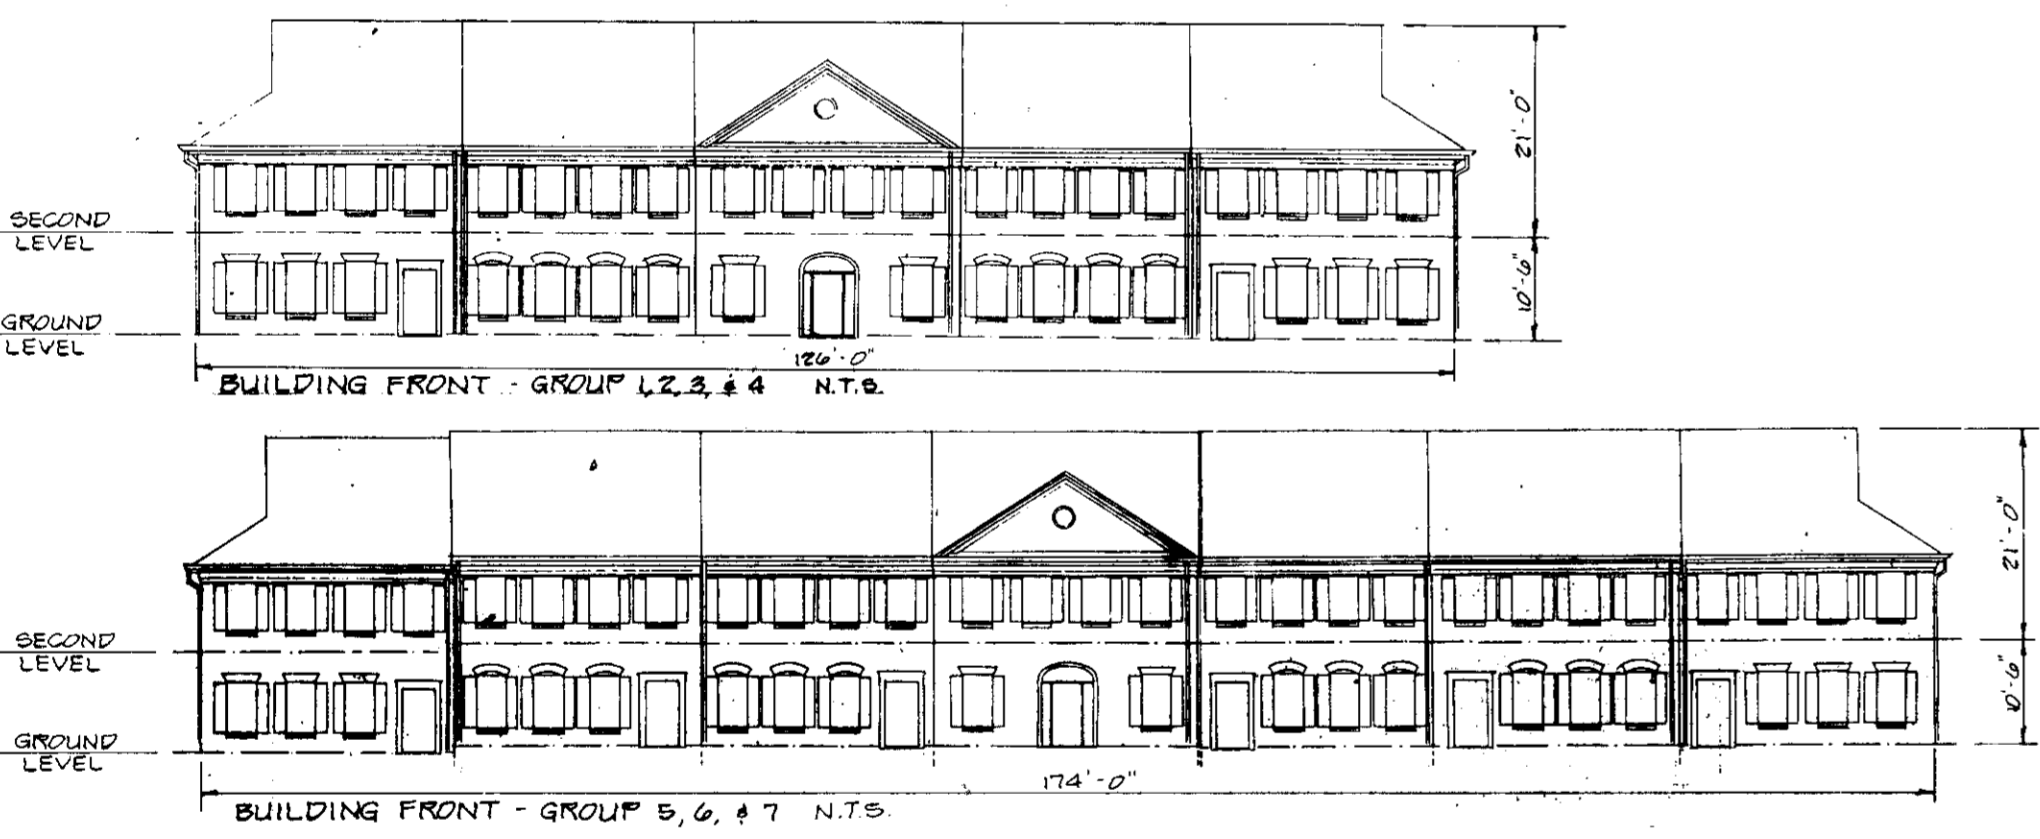 21'-0"
SECOND
LEVEL
10'-6"
GROUND
LEVEL
126'-0"
BUILDING FRONT - GROUP 1, 2, 3, & 4 N.T.S.
21'-0"
SECOND
LEVEL
10'-6"
GROUND
LEVEL
174'-0"
BUILDING FRONT - GROUP 5, 6, & 7 N.T.S.